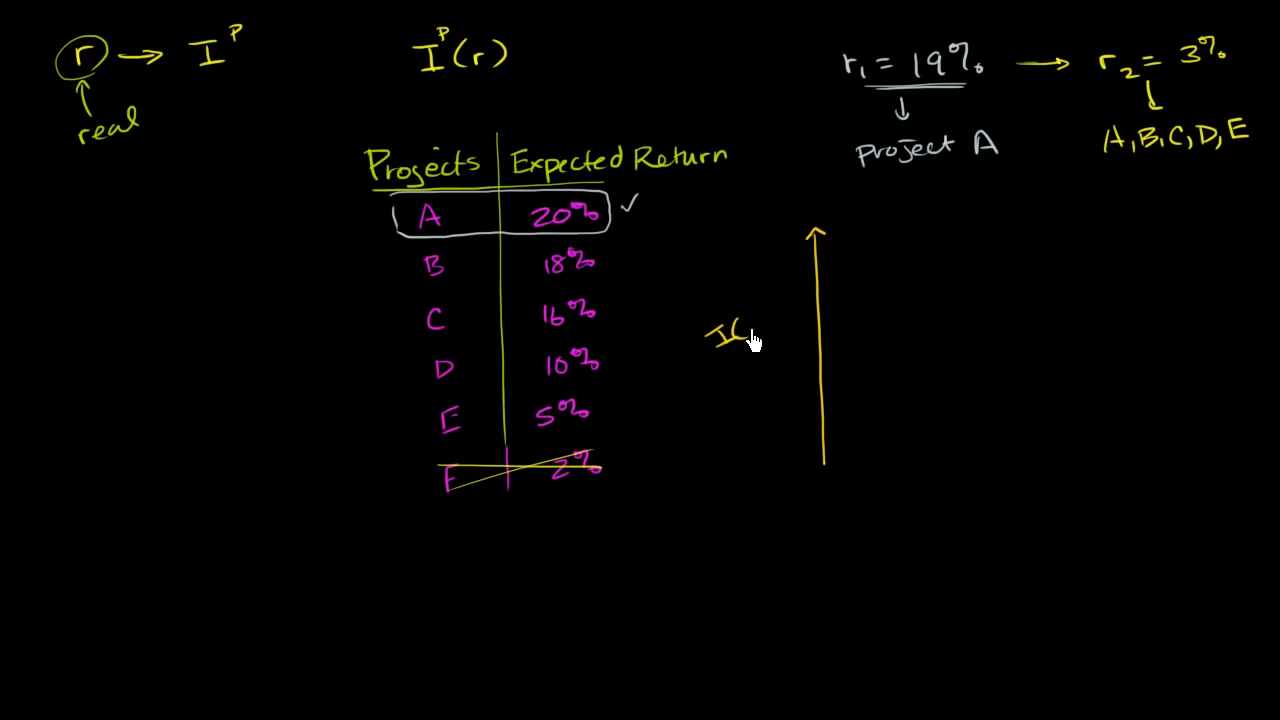 r → I^P
real
I^P(r)
r₁ = 19% → r₂ = 3%
Project A
A, B, C, D, E
Projects Expected Return
A 20% ✓
B 18%
C 16%
D 10%
E 5%
F 2%
I(